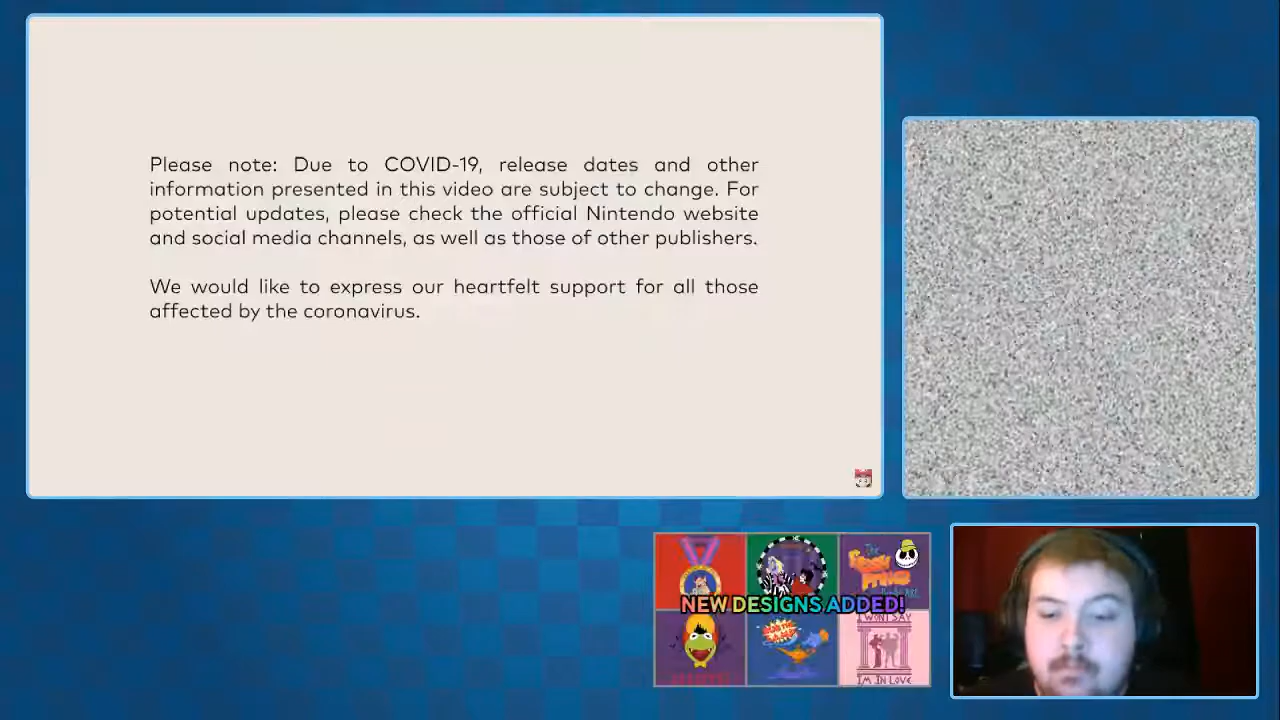 Please note: Due to COVID-19, release dates and other
information presented in this video are subject to change. For
potential updates, please check the official Nintendo website
and social media channels, as well as those of other publishers.
We would like to express our heartfelt support for all those
affected by the coronavirus.
NEW DESIGNS ADDED!
I WON'T SAY
I'M IN LOVE